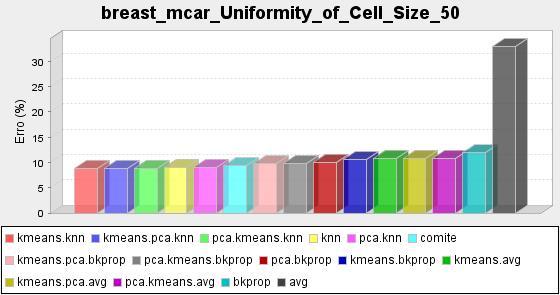 breast_mcar_Uniformity_of_Cell_Size_50
Erro (%)
30
25
20
15
10
5
0
kmeans.knn kmeans.pca.knn pca.kmeans.knn knn pca.knn comite
kmeans.pca.bkprop pca.kmeans.bkprop pca.bkprop kmeans.bkprop kmeans.avg
kmeans.pca.avg pca.kmeans.avg bkprop avg